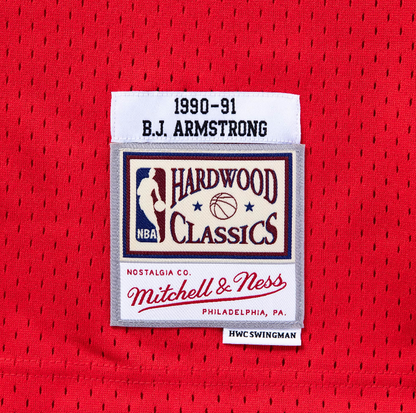 1990-91
B.J. ARMSTRONG
HARDWOOD
NBA
CLASSICS
NOSTALGIA CO.
Mitchell & Ness
PHILADELPHIA, PA.
HWC SWINGMAN